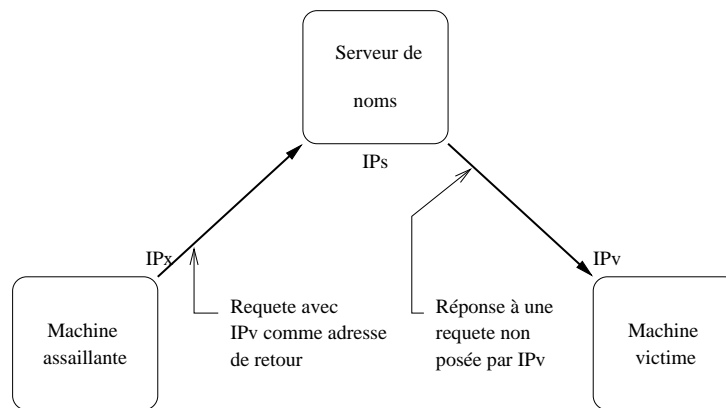 Serveur de
noms
IPs
IPx
IPv
Machine
assaillante
Requete avec
IPv comme adresse
de retour
Réponse à une
requete non
posée par IPv
Machine
victime